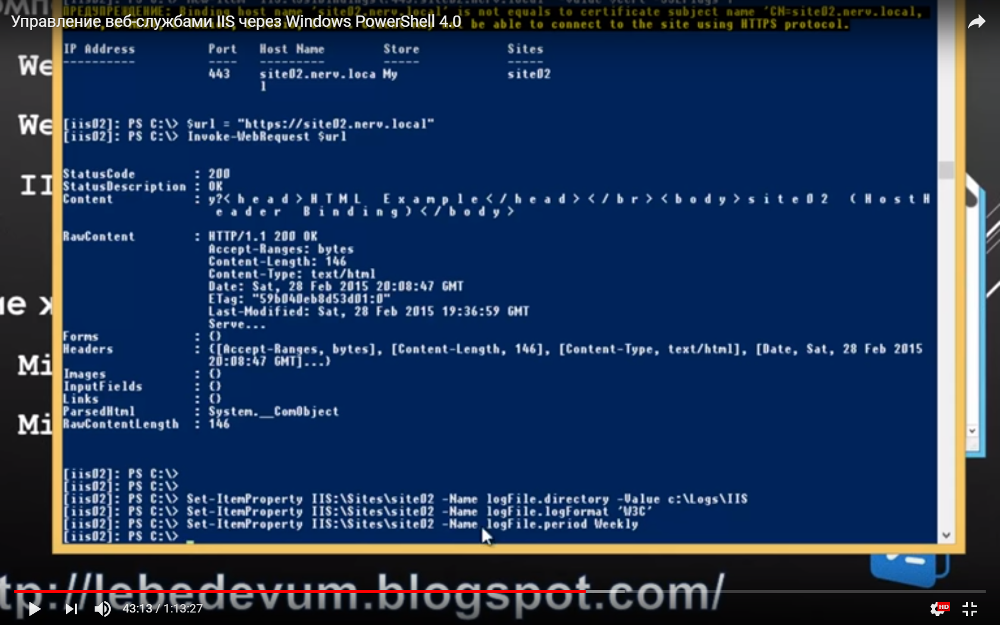 ПРЕДУПРЕЖДЕНИЕ: Binding host name 'site02.nerv.local' is not equals to certificate subject name 'CN=site02.nerv.local,
Управление веб-службами IIS через Windows PowerShell 4.0
be able to connect to the site using HTTPS protocol.
IP Address Port Host Name Store Sites
---------- ---- --------- ----- -----
443 site02.nerv.loca My site02
l
[iis02]: PS C:\> $url = "https://site02.nerv.local"
[iis02]: PS C:\> Invoke-WebRequest $url
StatusCode : 200
StatusDescription : OK
Content : y?< h e a d > H T M L   E x a m p l e < / h e a d > < / b r > < b o d y > s i t e 0 2   ( H o s t H
e a d e r   B i n d i n g ) < / b o d y >
RawContent : HTTP/1.1 200 OK
Accept-Ranges: bytes
Content-Length: 146
Content-Type: text/html
Date: Sat, 28 Feb 2015 20:08:47 GMT
ETag: "59b040eb8d53d01:0"
Last-Modified: Sat, 28 Feb 2015 19:36:59 GMT
Serve...
Forms : {}
Headers : {[Accept-Ranges, bytes], [Content-Length, 146], [Content-Type, text/html], [Date, Sat, 28 Feb 2015
20:08:47 GMT]...}
Images : {}
InputFields : {}
Links : {}
ParsedHtml : System.__ComObject
RawContentLength : 146
[iis02]: PS C:\>
[iis02]: PS C:\>
[iis02]: PS C:\> Set-ItemProperty IIS:\Sites\site02 -Name logFile.directory -Value c:\Logs\IIS
[iis02]: PS C:\> Set-ItemProperty IIS:\Sites\site02 -Name logFile.logFormat 'W3C'
[iis02]: PS C:\> Set-ItemProperty IIS:\Sites\site02 -Name logFile.period Weekly
[iis02]: PS C:\>
We
We
II
ие х
Mi
Mi
tp://lebedevum.blogspot.com/
43:13 / 1:13:27
HD